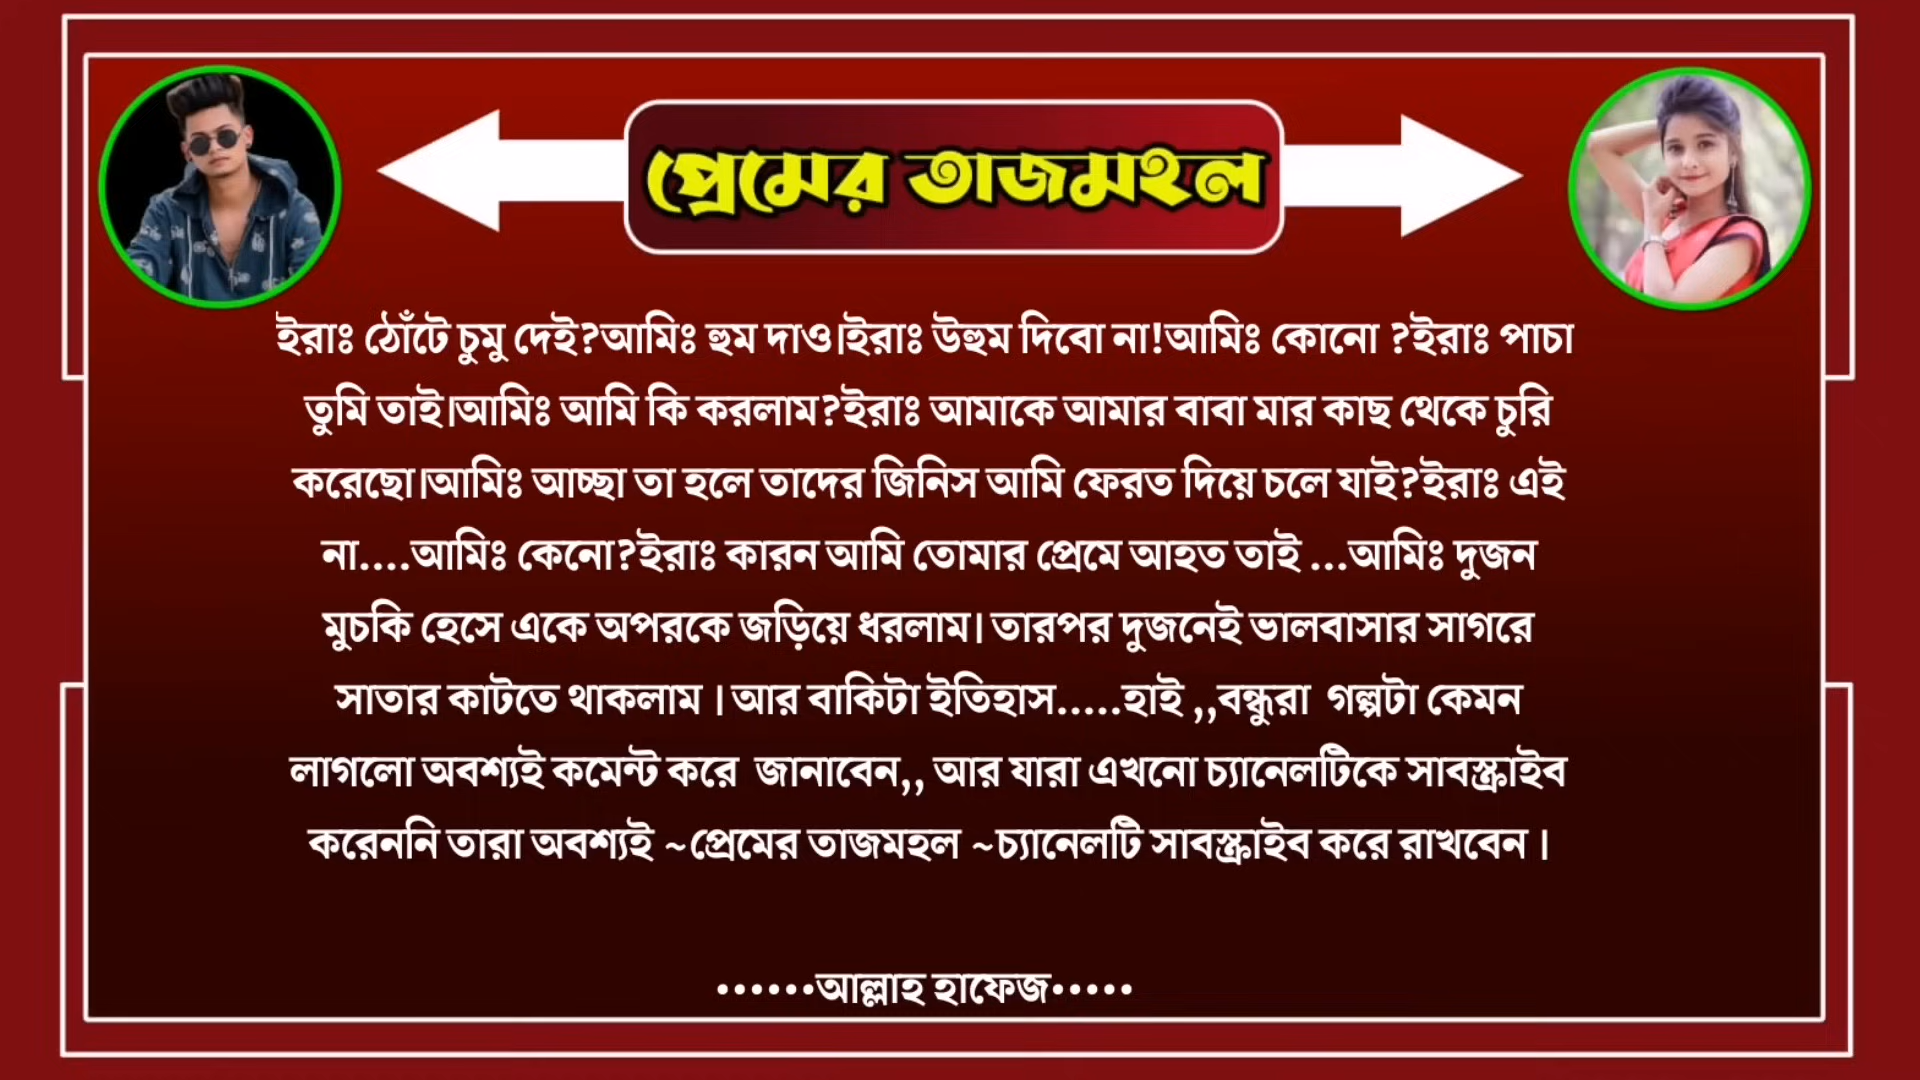 প্রেমের তাজমহল
ইরাঃ ঠোঁটে চুমু দেই?আমিঃ হুম দাও।ইরাঃ উহুম দিবো না!আমিঃ কোনো ?ইরাঃ পাচা
তুমি তাই।আমিঃ আমি কি করলাম?ইরাঃ আমাকে আমার বাবা মার কাছ থেকে চুরি
করেছো।আমিঃ আচ্ছা তা হলে তাদের জিনিস আমি ফেরত দিয়ে চলে যাই?ইরাঃ এই
না....আমিঃ কেনো?ইরাঃ কারন আমি তোমার প্রেমে আহত তাই ...আমিঃ দুজন
মুচকি হেসে একে অপরকে জড়িয়ে ধরলাম। তারপর দুজনেই ভালবাসার সাগরে
সাতার কাটতে থাকলাম । আর বাকিটা ইতিহাস.....হাই ,,বন্ধুরা  গল্পটা কেমন
লাগলো অবশ্যই কমেন্ট করে  জানাবেন,, আর যারা এখনো চ্যানেলটিকে সাবস্ক্রাইব
করেননি তারা অবশ্যই ~প্রেমের তাজমহল ~চ্যানেলটি সাবস্ক্রাইব করে রাখবেন ।
••••••আল্লাহ হাফেজ•••••